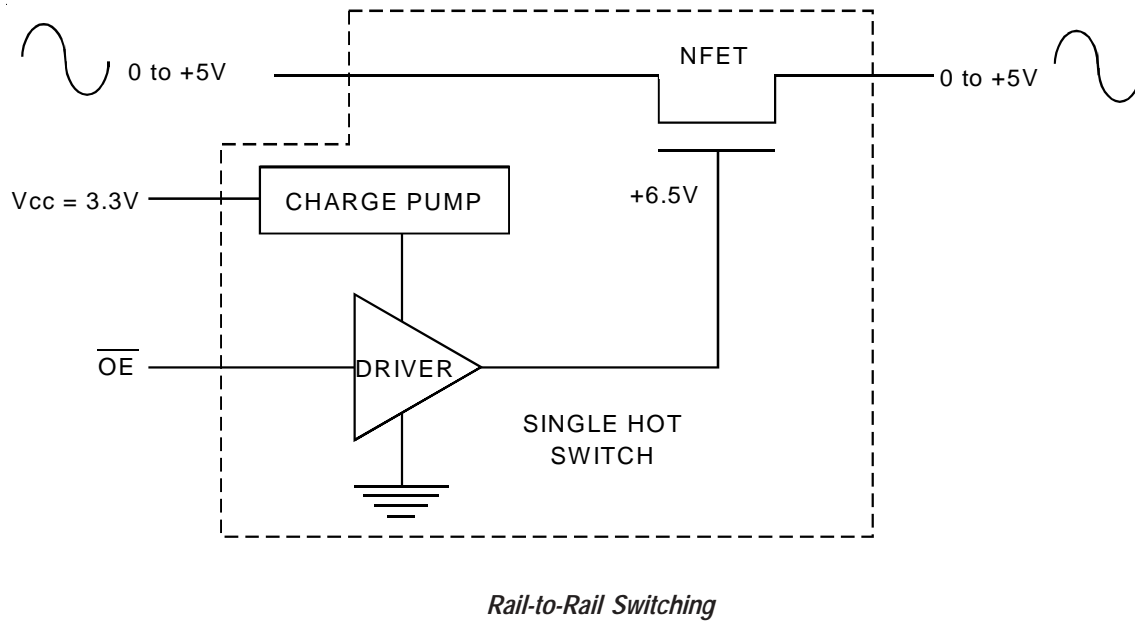 NFET
0 to +5V
0 to +5V
Vcc = 3.3V
CHARGE PUMP
+6.5V
OE
DRIVER
SINGLE HOT
SWITCH
Rail-to-Rail Switching